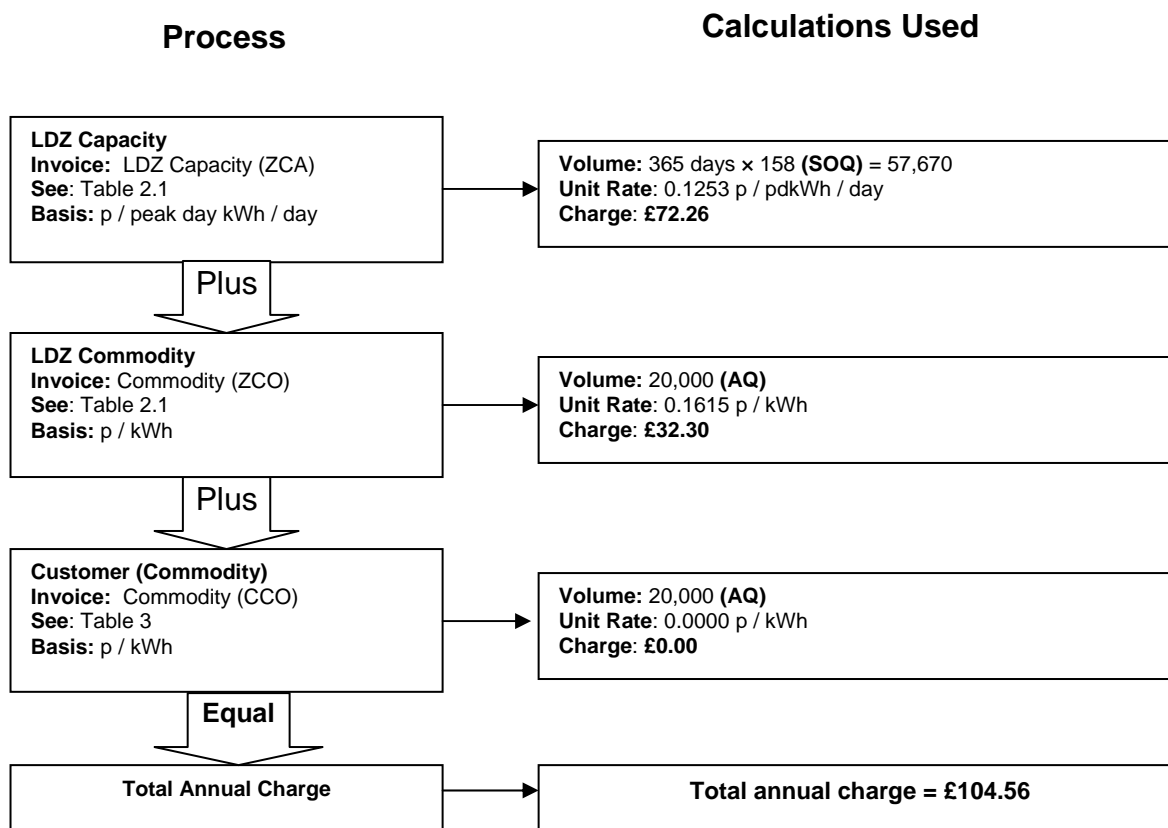 Process
Calculations Used
LDZ Capacity
Invoice: LDZ Capacity (ZCA)
See: Table 2.1
Basis: p / peak day kWh / day
Volume: 365 days × 158 (SOQ) = 57,670
Unit Rate: 0.1253 p / pdkWh / day
Charge: £72.26
Plus
LDZ Commodity
Invoice: Commodity (ZCO)
See: Table 2.1
Basis: p / kWh
Volume: 20,000 (AQ)
Unit Rate: 0.1615 p / kWh
Charge: £32.30
Plus
Customer (Commodity)
Invoice: Commodity (CCO)
See: Table 3
Basis: p / kWh
Volume: 20,000 (AQ)
Unit Rate: 0.0000 p / kWh
Charge: £0.00
Equal
Total Annual Charge
Total annual charge = £104.56